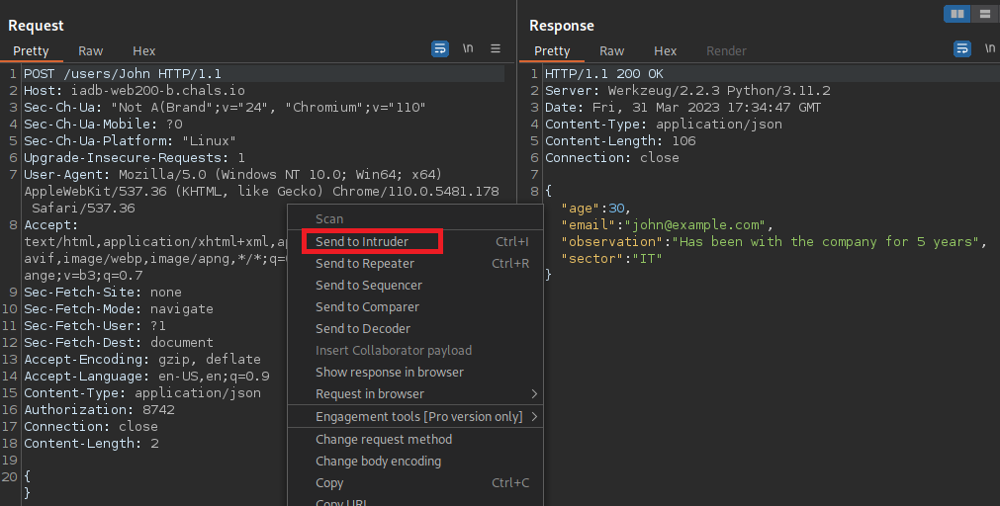 Request
Pretty Raw Hex \n
1 POST /users/John HTTP/1.1
2 Host: iadb-web200-b.chals.io
3 Sec-Ch-Ua: "Not A(Brand";v="24", "Chromium";v="110"
4 Sec-Ch-Ua-Mobile: ?0
5 Sec-Ch-Ua-Platform: "Linux"
6 Upgrade-Insecure-Requests: 1
7 User-Agent: Mozilla/5.0 (Windows NT 10.0; Win64; x64)
AppleWebKit/537.36 (KHTML, like Gecko) Chrome/110.0.5481.178
Safari/537.36
8 Accept:
text/html,application/xhtml+xml,ap
avif,image/webp,image/apng,*/*;q=
ange;v=b3;q=0.7
9 Sec-Fetch-Site: none
10 Sec-Fetch-Mode: navigate
11 Sec-Fetch-User: ?1
12 Sec-Fetch-Dest: document
13 Accept-Encoding: gzip, deflate
14 Accept-Language: en-US,en;q=0.9
15 Content-Type: application/json
16 Authorization: 8742
17 Connection: close
18 Content-Length: 2
19
20 {
}
Scan
Send to Intruder Ctrl+I
Send to Repeater Ctrl+R
Send to Sequencer
Send to Comparer
Send to Decoder
Insert Collaborator payload
Show response in browser
Request in browser
Engagement tools [Pro version only]
Change request method
Change body encoding
Copy Ctrl+C
Copy URL
Response
Pretty Raw Hex Render \n
1 HTTP/1.1 200 OK
2 Server: Werkzeug/2.2.3 Python/3.11.2
3 Date: Fri, 31 Mar 2023 17:34:47 GMT
4 Content-Type: application/json
5 Content-Length: 106
6 Connection: close
7
8 {
"age":30,
"email":"john@example.com",
"observation":"Has been with the company for 5 years",
"sector":"IT"
}